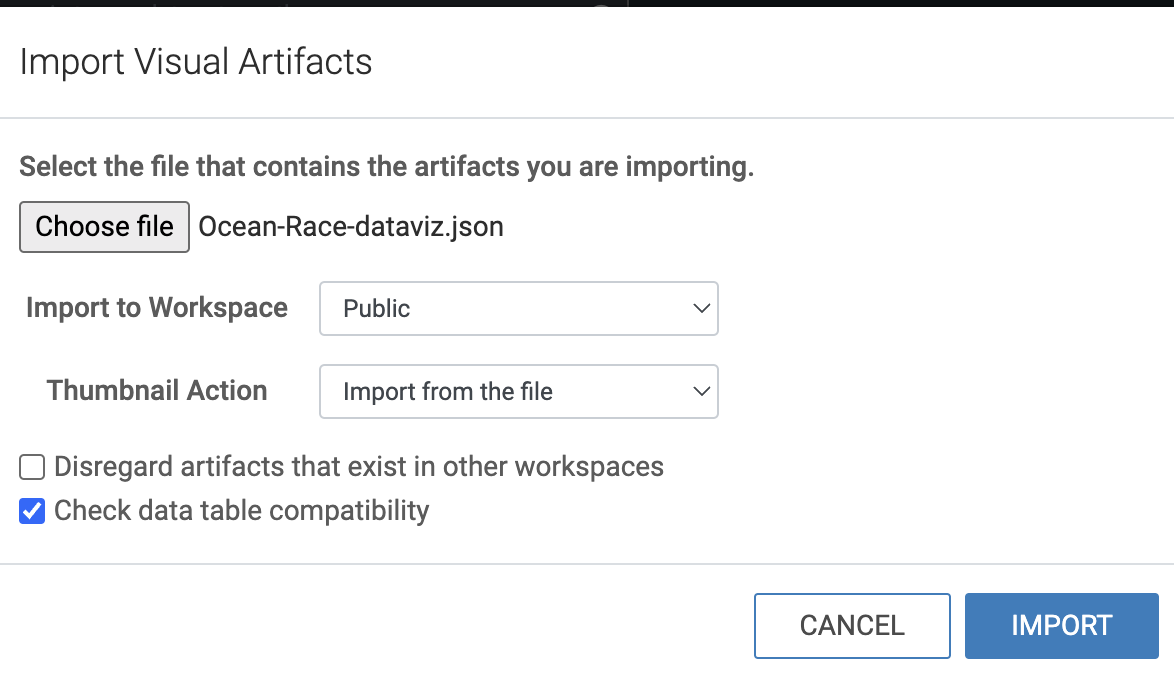 Import Visual Artifacts
Select the file that contains the artifacts you are importing.
Choose file Ocean-Race-dataviz.json
Import to Workspace Public
Thumbnail Action Import from the file
Disregard artifacts that exist in other workspaces
Check data table compatibility
CANCEL IMPORT